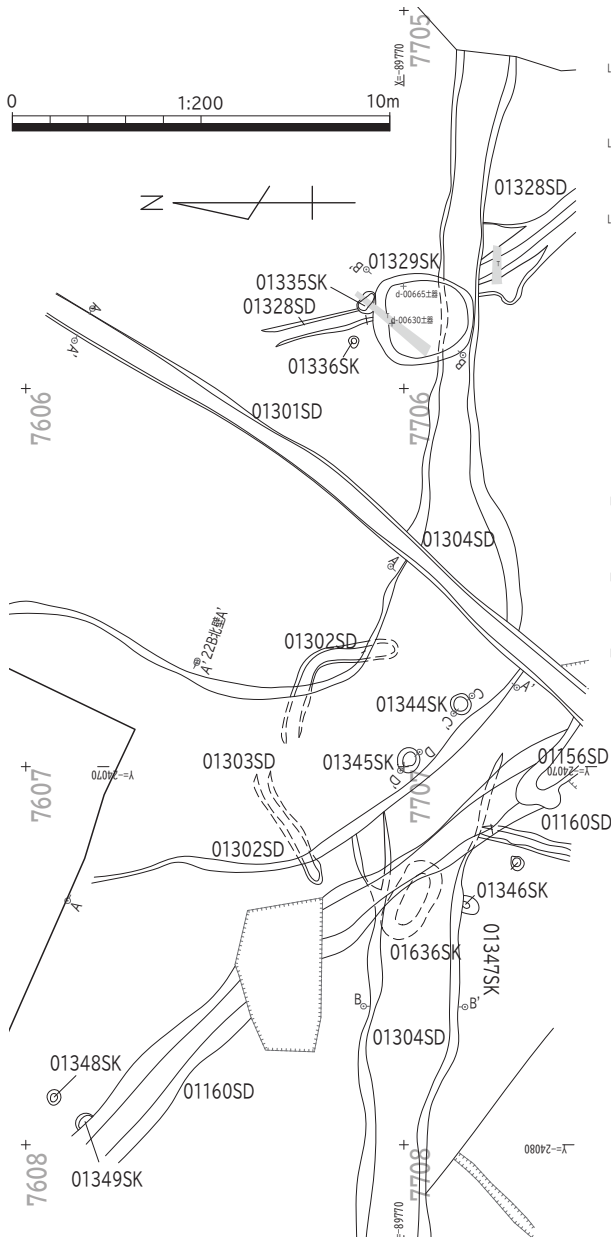 7705
X=-89770
0 1:200 10m
N
01328SD
01329SK
B'
01335SK
p-00665土器
01328SD
p-00630土器
A
A'
01336SK
B
7606
7706
01301SD
01304SD
A
A' 22B北壁A'
01302SD
A'
C
01344SK
C'
01303SD
D
01345SK
D'
01156SD
Y=-24070
Y=-24070
7607
7707
01160SD
01302SD
01346SK
A
01636SK
01347SK
B
B'
01304SD
01348SK
01160SD
Y=-24080
7608
7708
01349SK
X=-89770